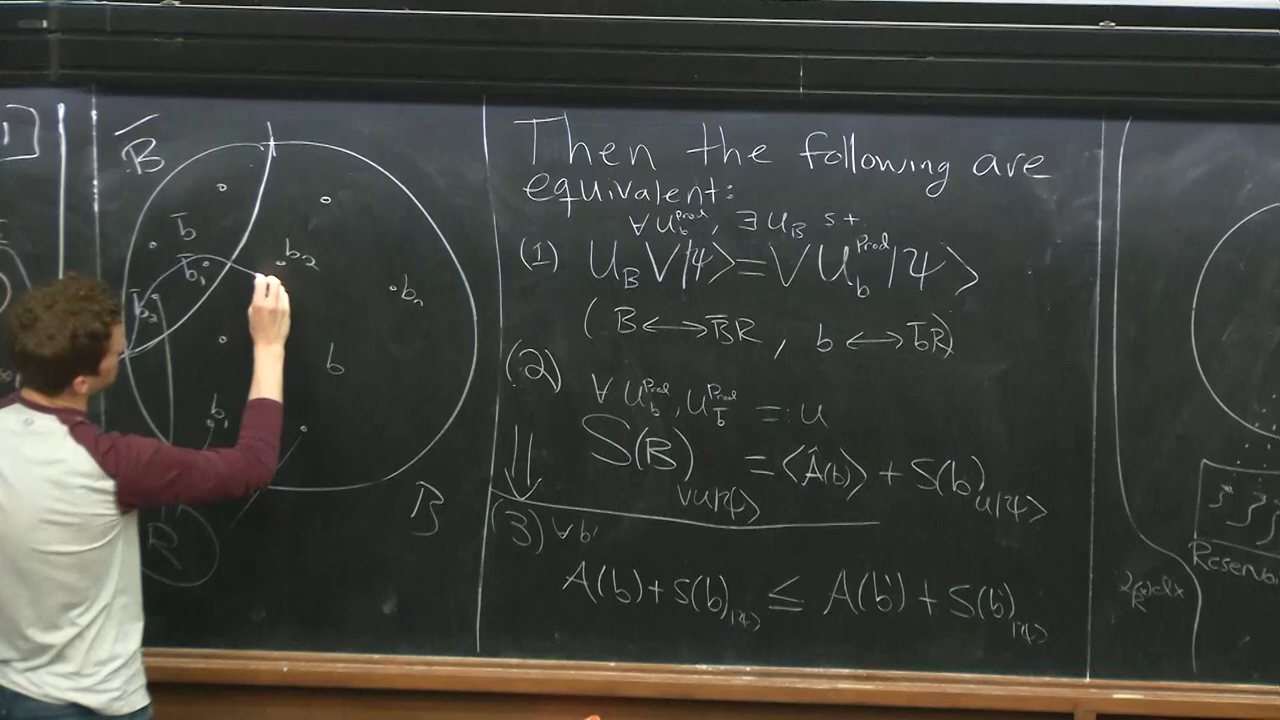 B̅
b̅
b̅₁
b₂
b̅₂
bₙ
b
b₁
B
R
Then the following are
equivalent:
∀ U_b^Prod, ∃ U_B st
(1) U_B V|ψ⟩ = V U_b^Prod |ψ⟩
( B ⟷ B̅R , b ⟷ b̅R)
(2) ∀ U_b^Prod, U_b̅^Prod =: U
S(B)_{VU|ψ⟩} = ⟨Â(b)⟩ + S(b)_{U|ψ⟩}
(3) ∀ b'
A(b) + S(b)_{|ψ⟩} ≤ A(b') + S(b')_{|ψ⟩}